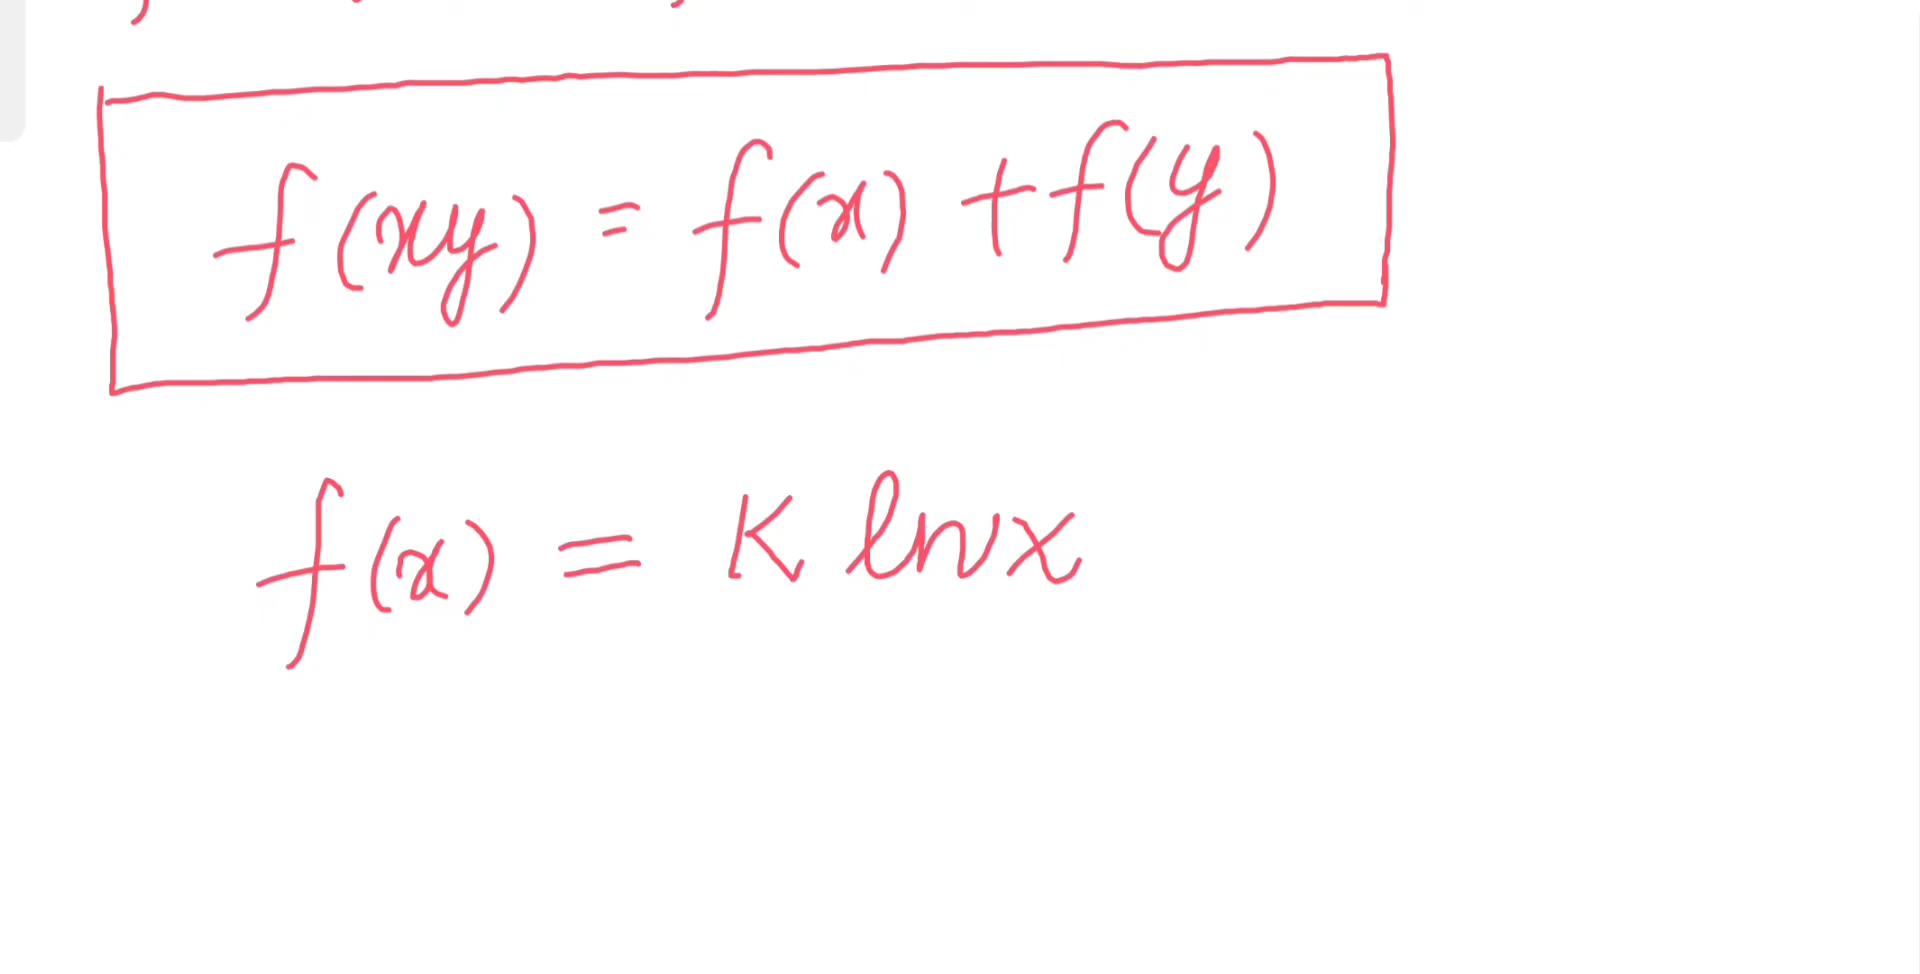 f(xy) = f(x) + f(y)
f(x) = K ln x